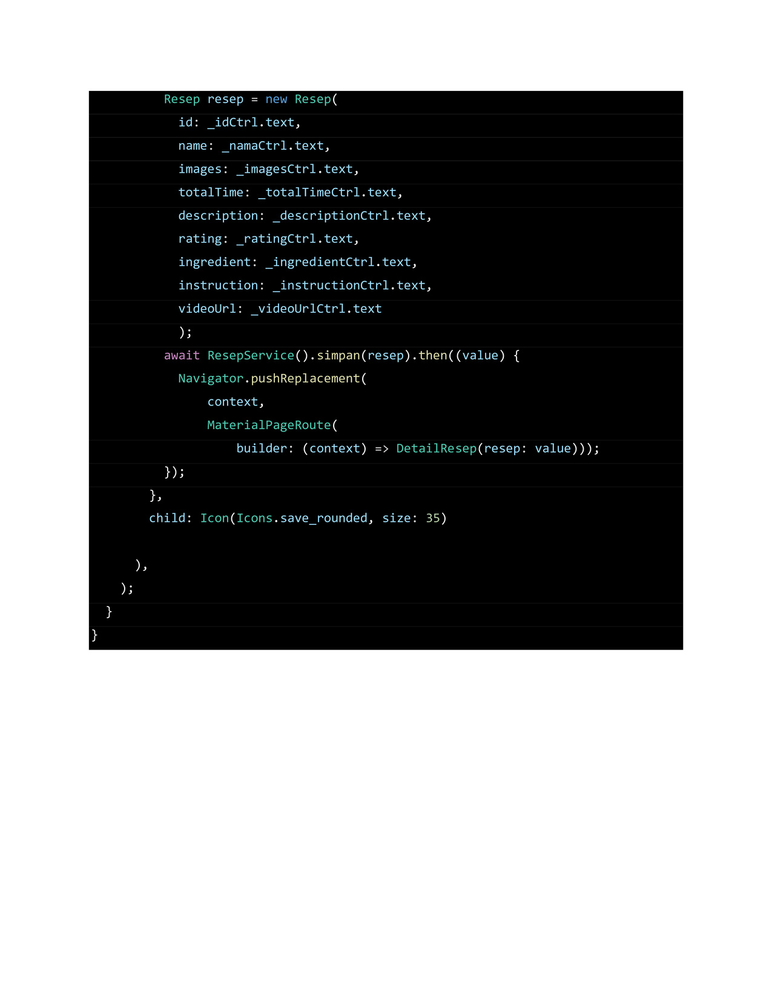 Resep resep = new Resep(
id: _idCtrl.text,
name: _namaCtrl.text,
images: _imagesCtrl.text,
totalTime: _totalTimeCtrl.text,
description: _descriptionCtrl.text,
rating: _ratingCtrl.text,
ingredient: _ingredientCtrl.text,
instruction: _instructionCtrl.text,
videoUrl: _videoUrlCtrl.text
);
await ResepService().simpan(resep).then((value) {
Navigator.pushReplacement(
context,
MaterialPageRoute(
builder: (context) => DetailResep(resep: value)));
});
},
child: Icon(Icons.save_rounded, size: 35)
),
);
}
}